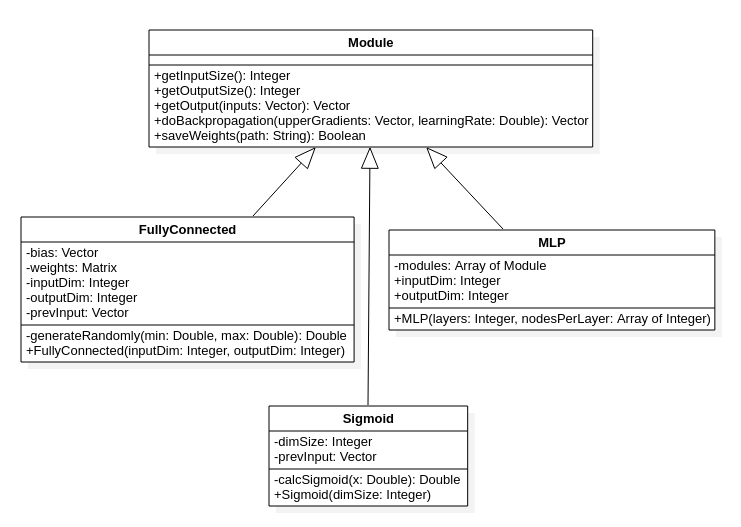 Module
+getInputSize(): Integer
+getOutputSize(): Integer
+getOutput(inputs: Vector): Vector
+doBackpropagation(upperGradients: Vector, learningRate: Double): Vector
+saveWeights(path: String): Boolean
FullyConnected
-bias: Vector
-weights: Matrix
-inputDim: Integer
-outputDim: Integer
-prevInput: Vector
-generateRandomly(min: Double, max: Double): Double
+FullyConnected(inputDim: Integer, outputDim: Integer)
MLP
-modules: Array of Module
+inputDim: Integer
+outputDim: Integer
+MLP(layers: Integer, nodesPerLayer: Array of Integer)
Sigmoid
-dimSize: Integer
-prevInput: Vector
-calcSigmoid(x: Double): Double
+Sigmoid(dimSize: Integer)